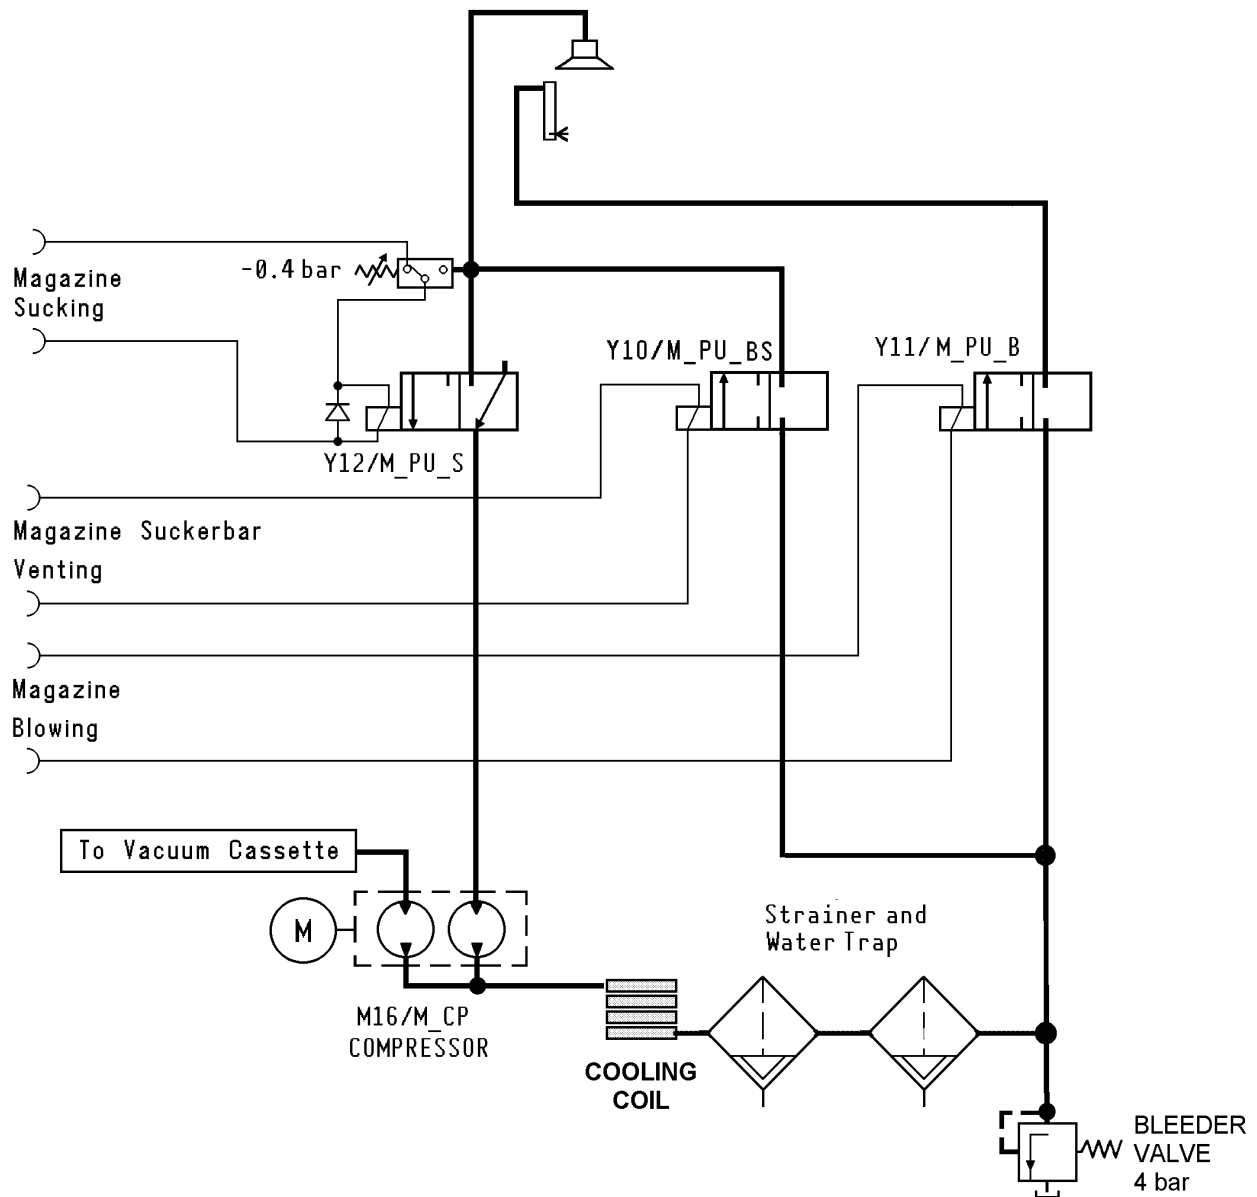 -0.4 bar
Magazine
Sucking
Y10/M_PU_BS
Y11/M_PU_B
Y12/M_PU_S
Magazine Suckerbar
Venting
Magazine
Blowing
To Vacuum Cassette
M
Strainer and
Water Trap
M16/M_CP
COMPRESSOR
COOLING
COIL
BLEEDER
VALVE
4 bar